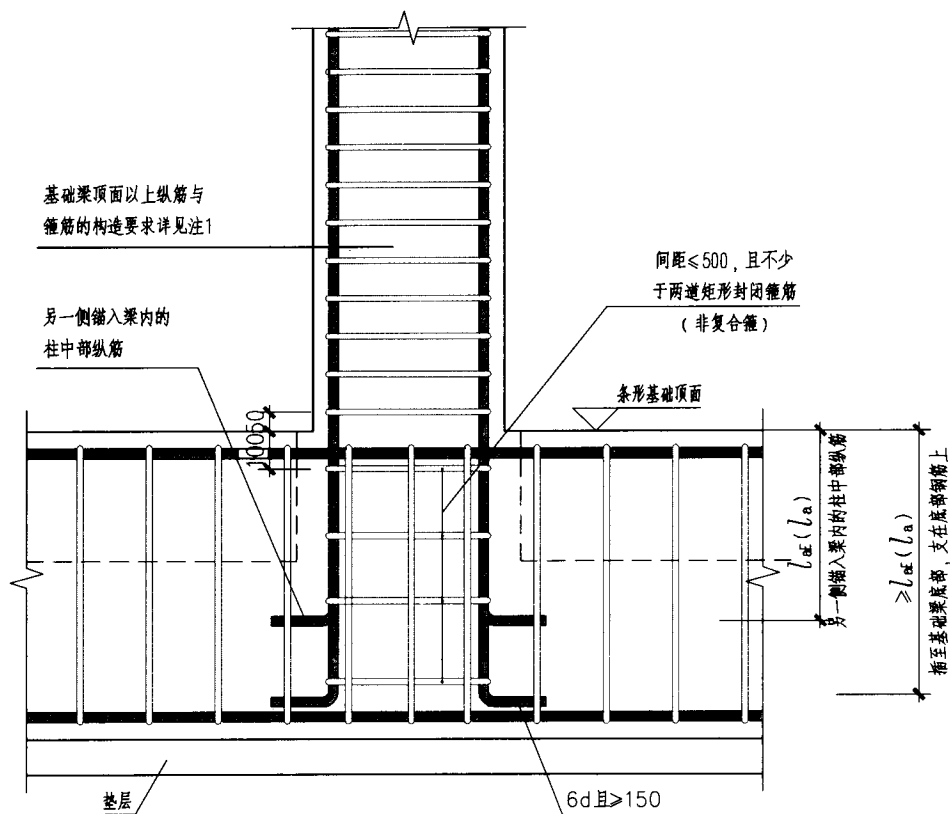 基础梁顶面以上纵筋与
箍筋的构造要求详见注1
间距≤500，且不少
于两道矩形封闭箍筋
（非复合箍）
另一侧锚入梁内的
柱中部纵筋
条形基础顶面
50
100
laE(la)
另一侧锚入梁内的柱中部纵筋
≥laE(la)
插至基础梁底部，支在底部钢筋上
垫层
6d且≥150